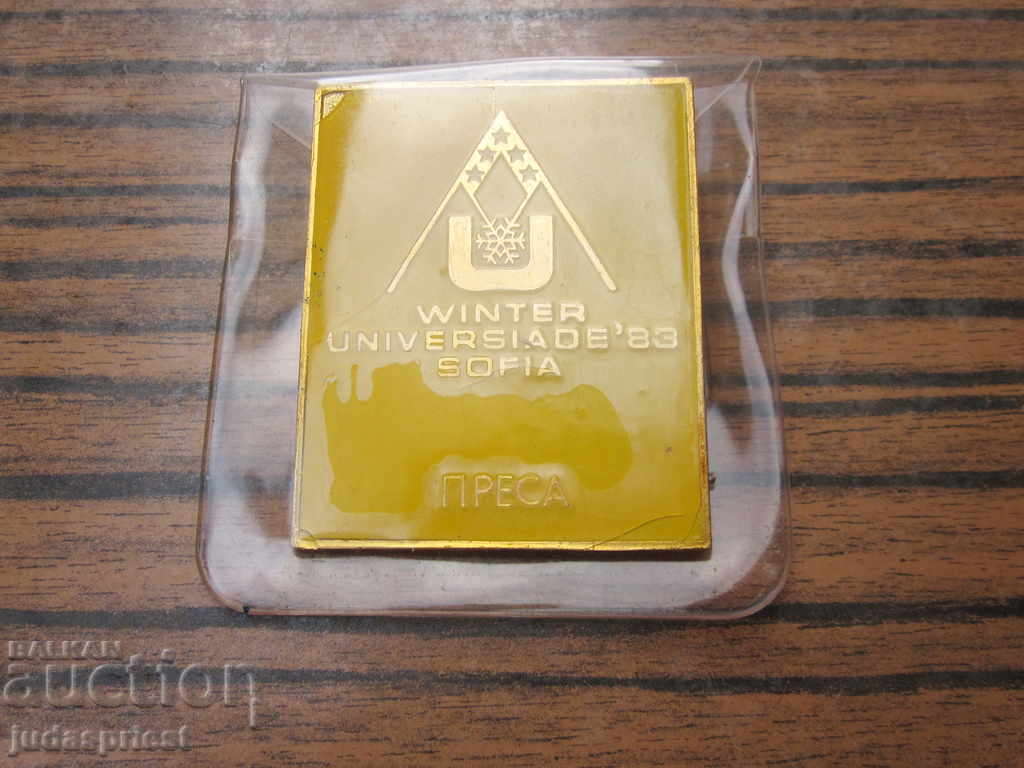 U
WINTER
UNIVERSIADE'83
SOFIA
ПРЕСА
BALKAN
auction
judaspriest